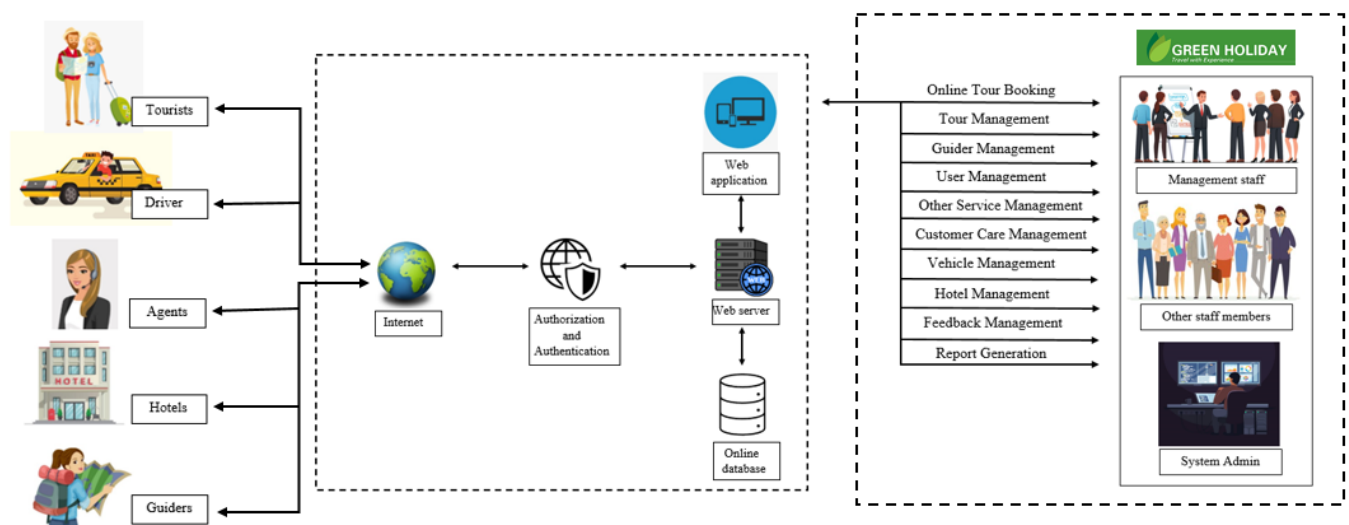 Tourists
TAXI
Driver
Agents
HOTEL
Hotels
Guiders
Internet
Authorization
and
Authentication
Web
application
Web server
Online
database
Online Tour Booking
Tour Management
Guider Management
User Management
Other Service Management
Customer Care Management
Vehicle Management
Hotel Management
Feedback Management
Report Generation
GREEN HOLIDAY
Travel with Experience
Management staff
Other staff members
System Admin